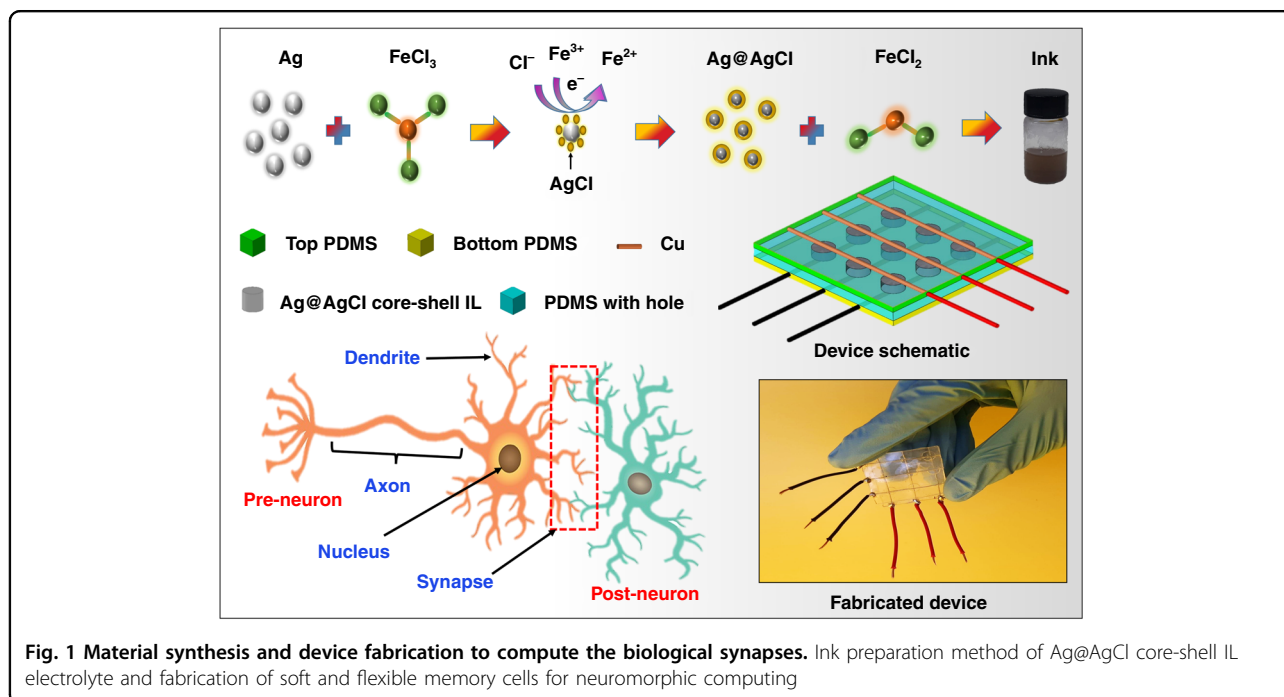 Ag FeCl₃ Cl⁻ Fe³⁺ e⁻ Fe²⁺ Ag@AgCl FeCl₂ Ink
AgCl
Top PDMS Bottom PDMS Cu
Ag@AgCl core-shell IL PDMS with hole
Device schematic
Dendrite
Axon
Pre-neuron
Nucleus
Synapse
Post-neuron
Fabricated device
Fig. 1 Material synthesis and device fabrication to compute the biological synapses. Ink preparation method of Ag@AgCl core-shell IL
electrolyte and fabrication of soft and flexible memory cells for neuromorphic computing